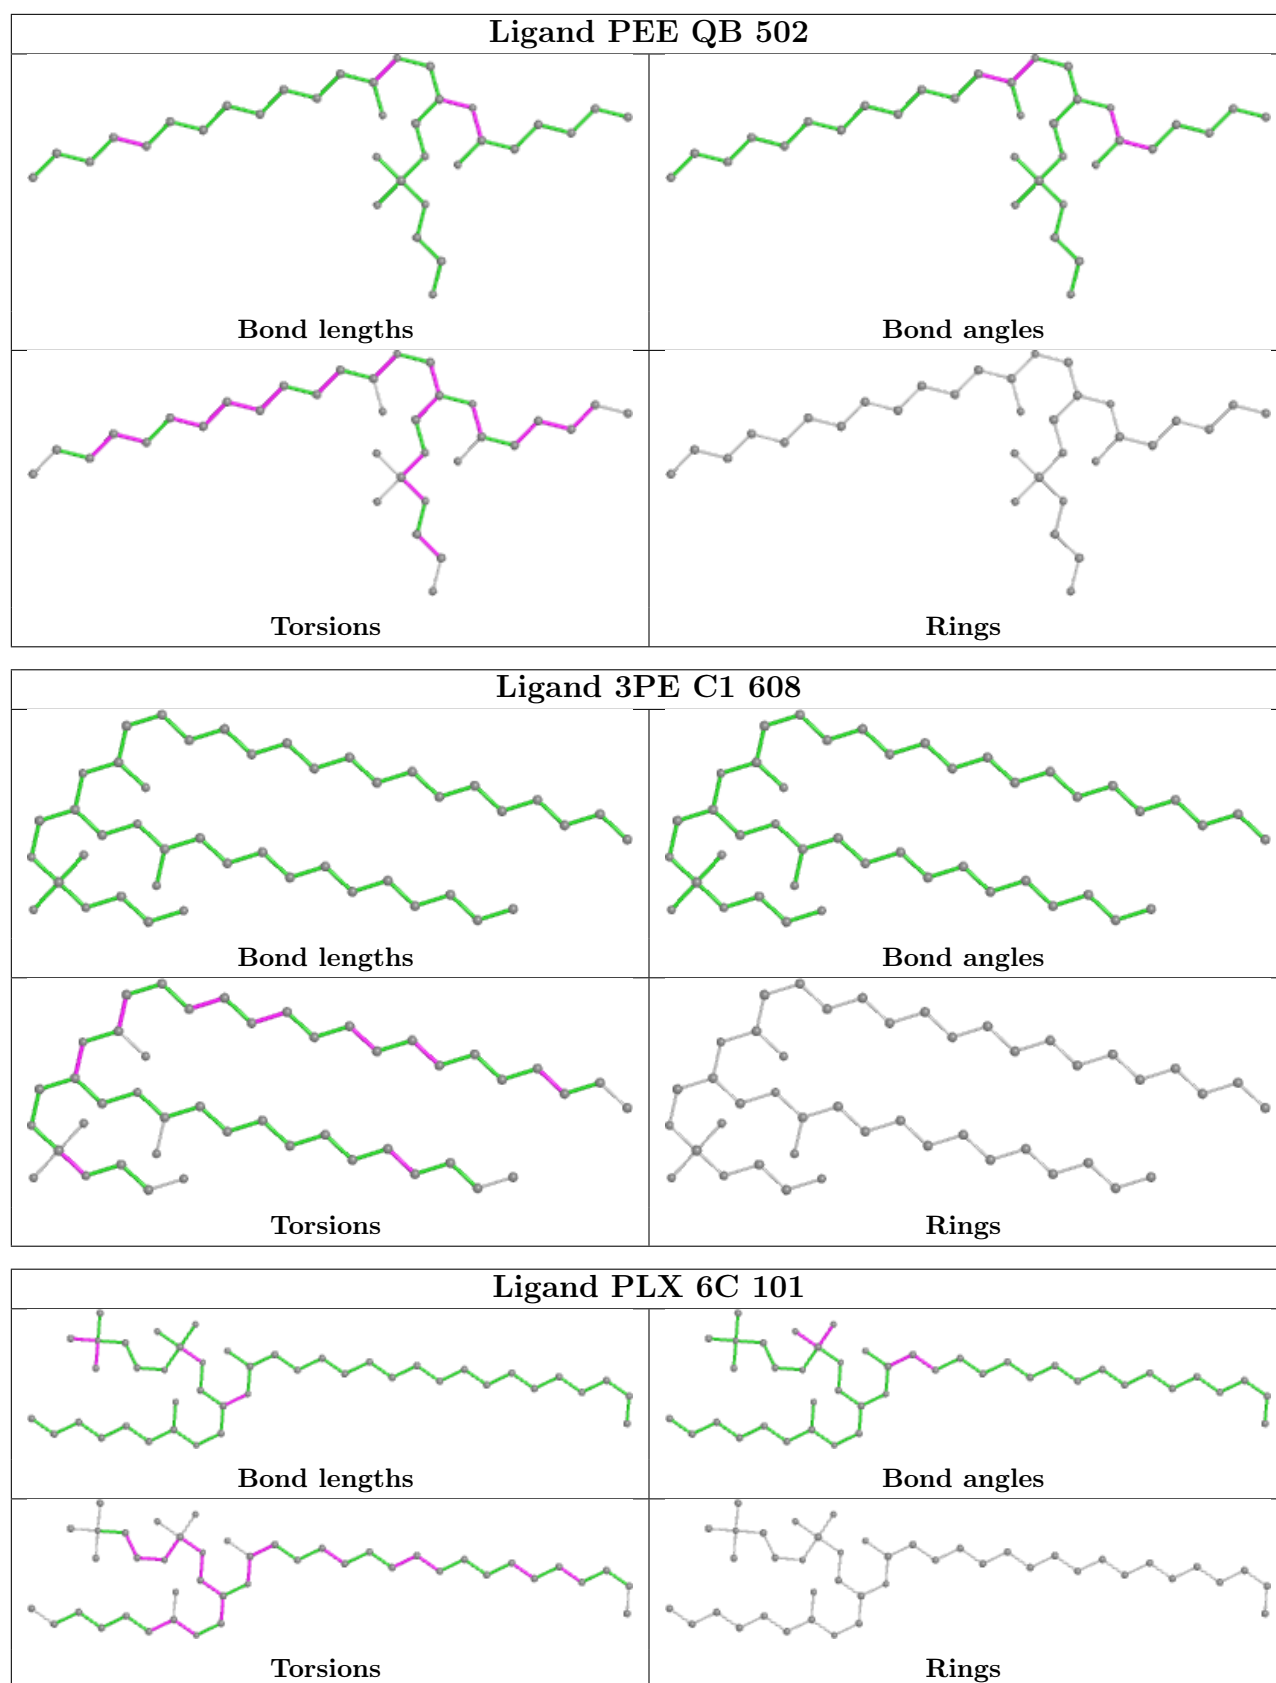 Ligand PEE QB 502
Bond lengths
Bond angles
Torsions
Rings
Ligand 3PE C1 608
Bond lengths
Bond angles
Torsions
Rings
Ligand PLX 6C 101
Bond lengths
Bond angles
Torsions
Rings